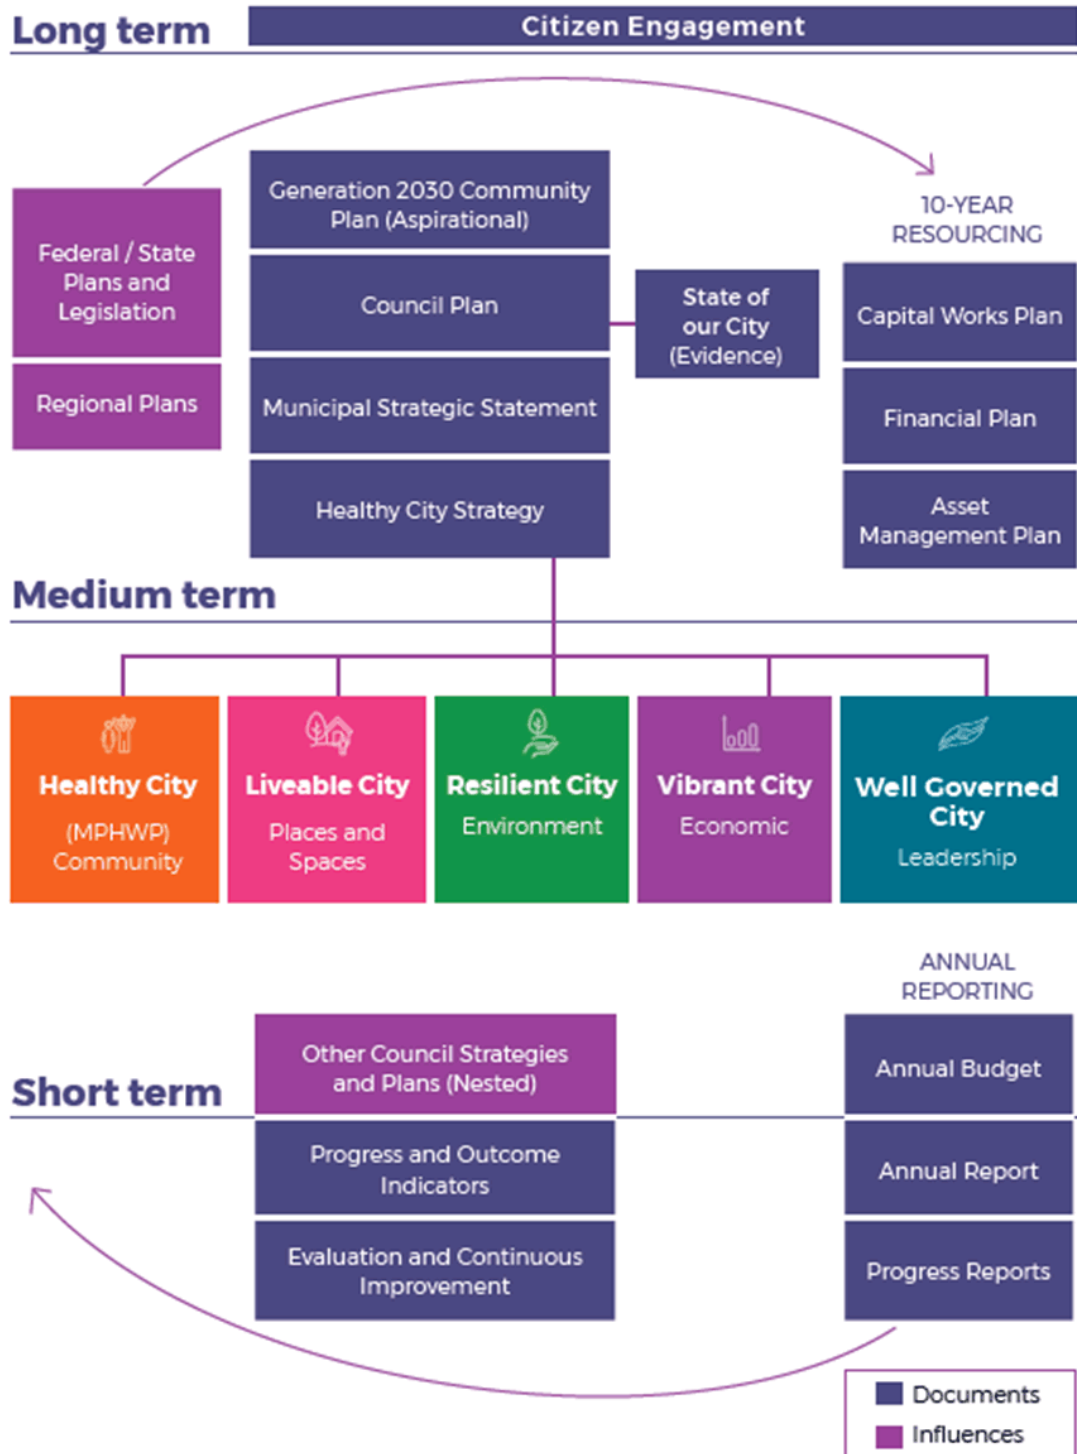 Long term
Citizen Engagement
Federal / State
Plans and
Legislation
Regional Plans
Generation 2030 Community
Plan (Aspirational)
Council Plan
Municipal Strategic Statement
Healthy City Strategy
State of
our City
(Evidence)
10-YEAR
RESOURCING
Capital Works Plan
Financial Plan
Asset
Management Plan
Medium term
Healthy City
(MPHWP)
Community
Liveable City
Places and
Spaces
Resilient City
Environment
Vibrant City
Economic
Well Governed
City
Leadership
Short term
Other Council Strategies
and Plans (Nested)
Progress and Outcome
Indicators
Evaluation and Continuous
Improvement
ANNUAL
REPORTING
Annual Budget
Annual Report
Progress Reports
Documents
Influences